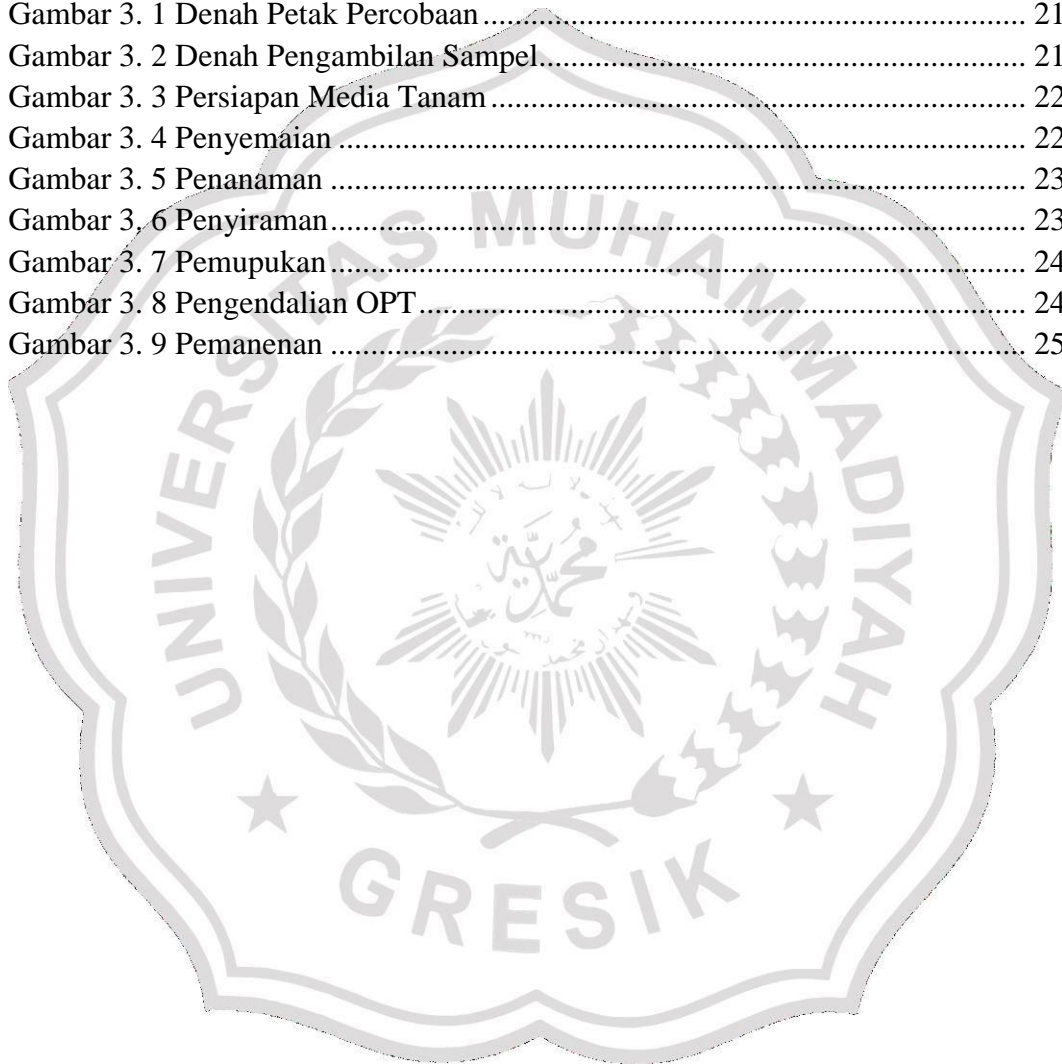 Gambar 3. 1 Denah Petak Percobaan ........................................................................ 21
Gambar 3. 2 Denah Pengambilan Sampel................................................................ 21
Gambar 3. 3 Persiapan Media Tanam ....................................................................... 22
Gambar 3. 4 Penyemaian ........................................................................................... 22
Gambar 3. 5 Penanaman ............................................................................................ 23
Gambar 3. 6 Penyiraman............................................................................................ 23
Gambar 3. 7 Pemupukan............................................................................................ 24
Gambar 3. 8 Pengendalian OPT................................................................................ 24
Gambar 3. 9 Pemanenan ............................................................................................ 25
UNIVERSITAS MUHAMMADIYAH
GRESIK